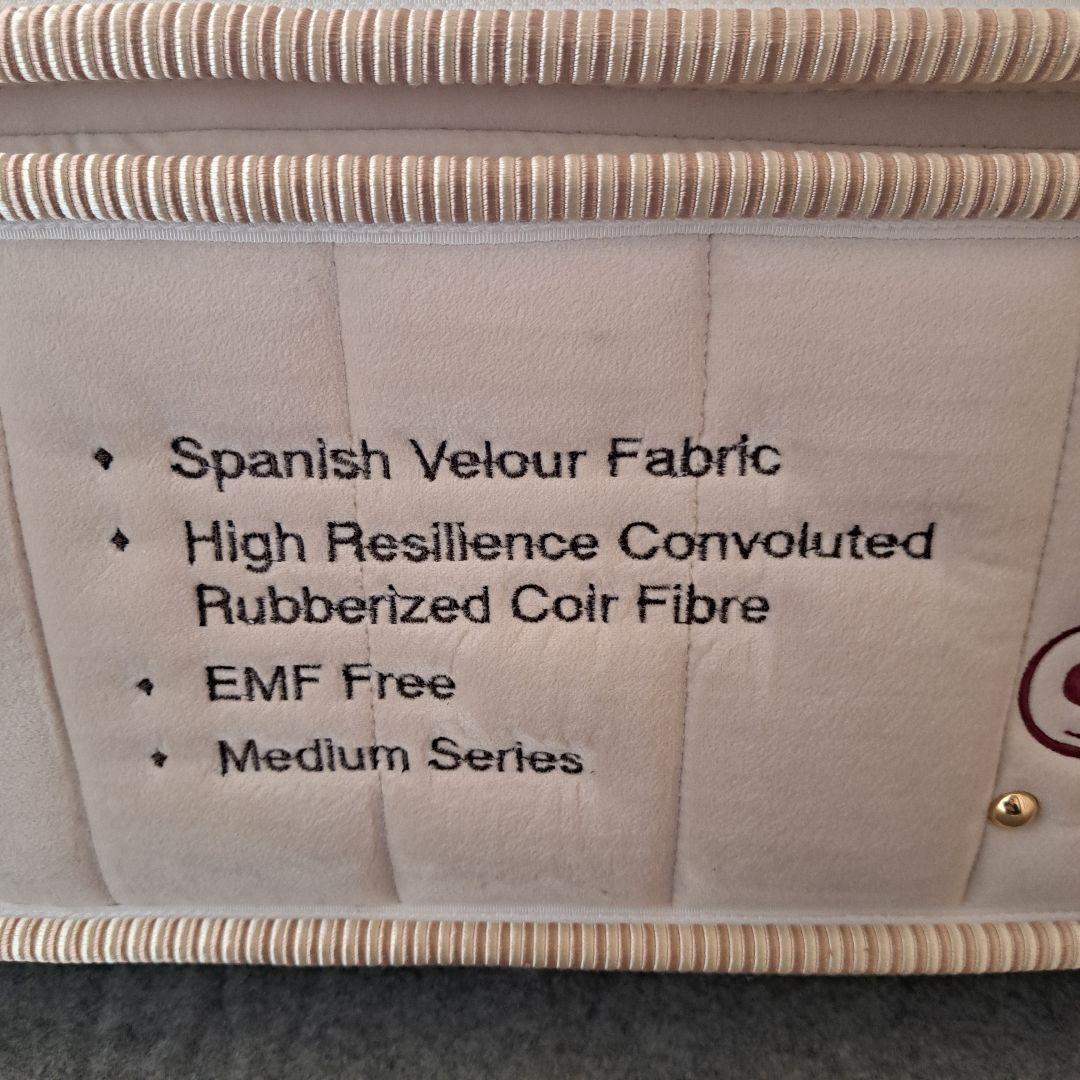 • Spanish Velour Fabric
• High Resilience Convoluted
Rubberized Coir Fibre
• EMF Free
• Medium Series